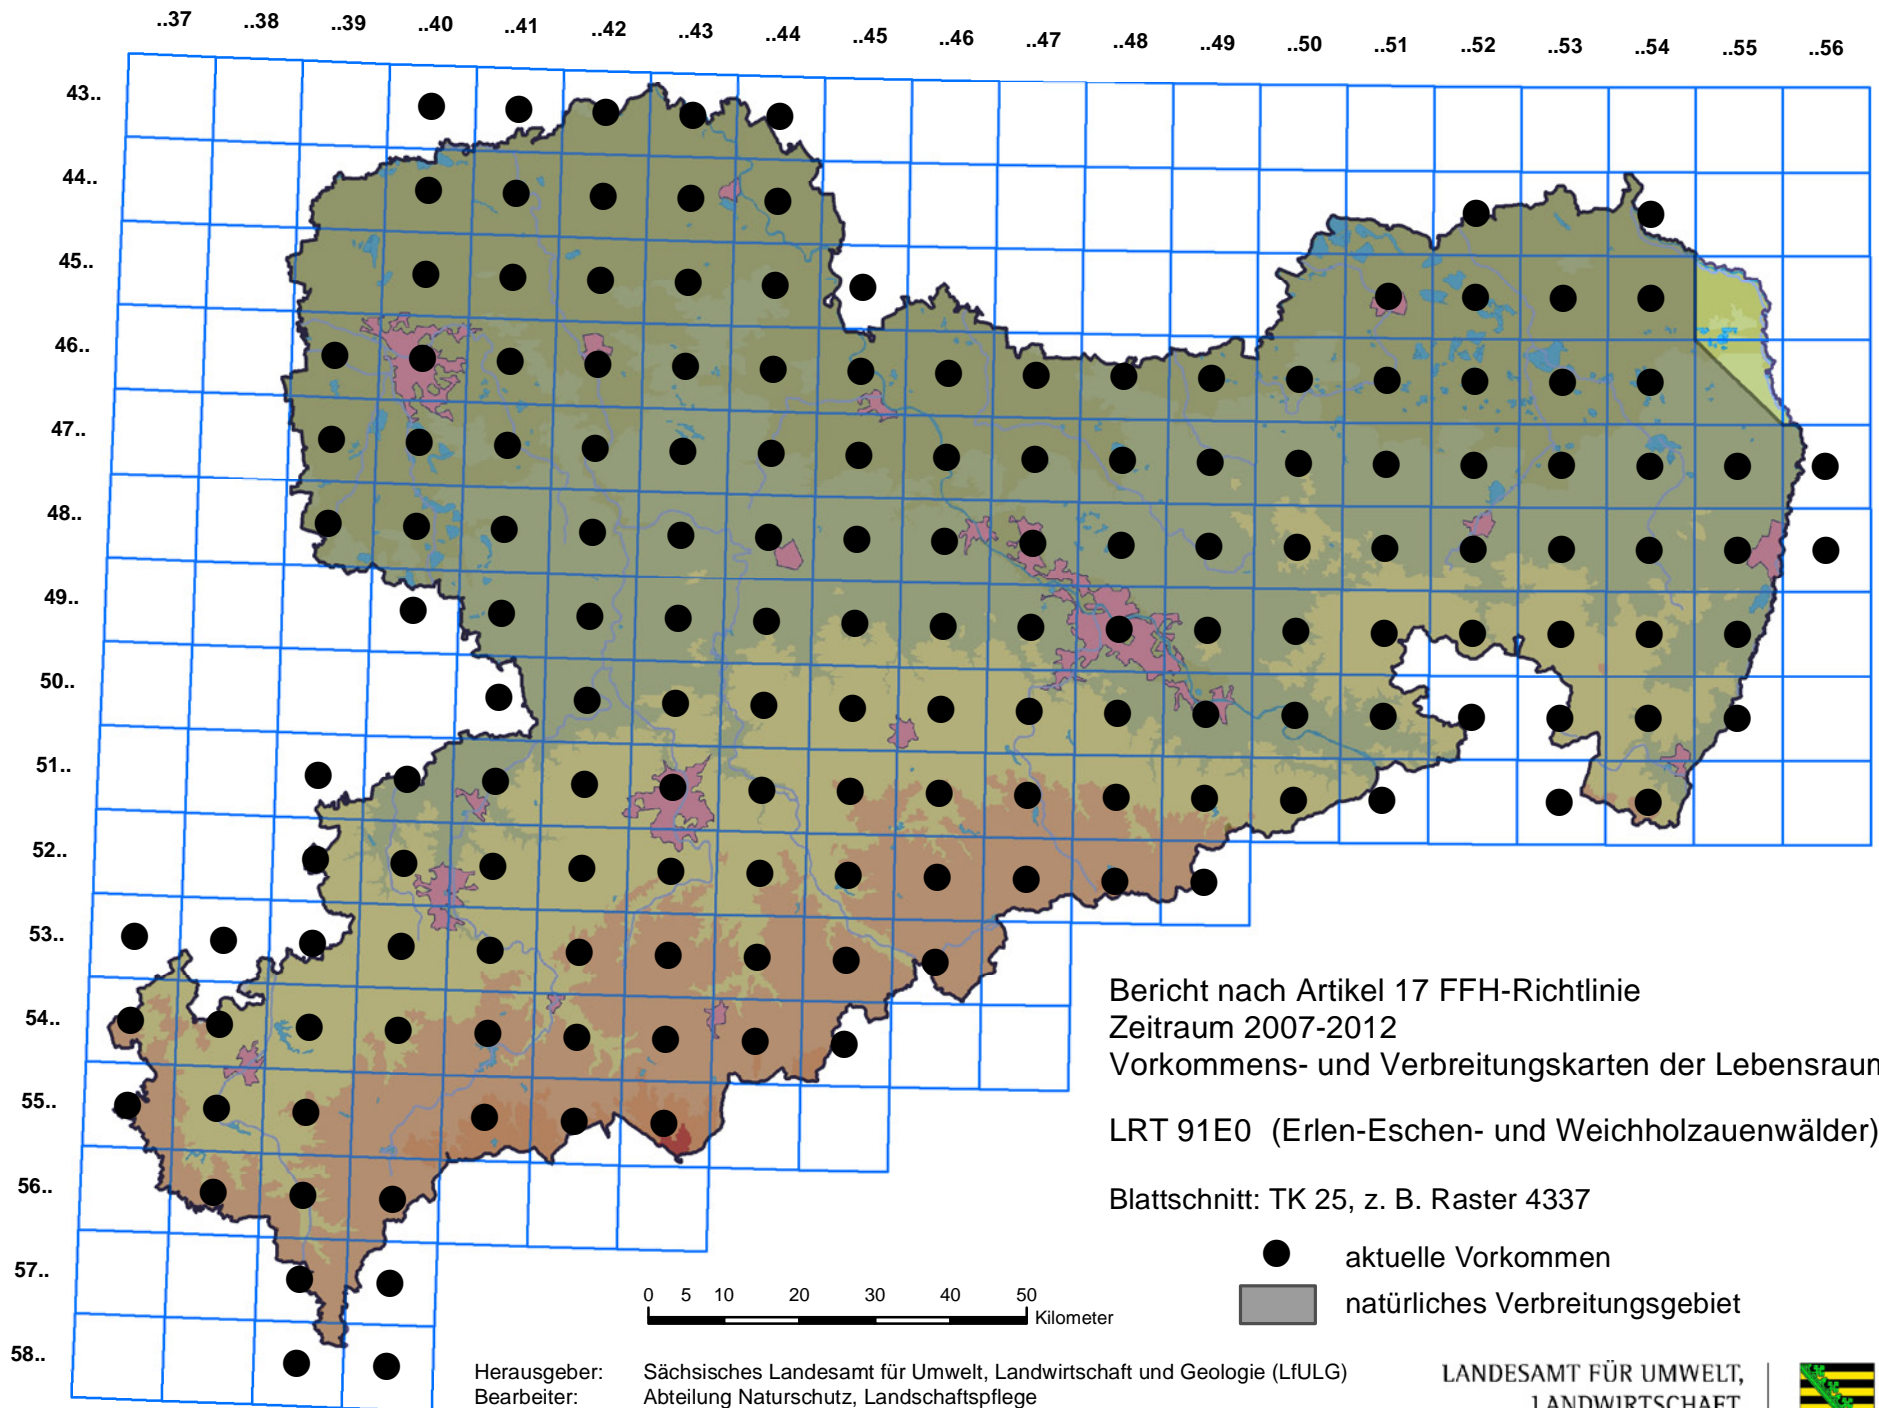 ..37 ..38 ..39 ..40 ..41 ..42 ..43 ..44 ..45 ..46 ..47 ..48 ..49 ..50 ..51 ..52 ..53 ..54 ..55 ..56
43..
44..
45..
46..
47..
48..
49..
50..
51..
52..
53..
54..
55..
56..
57..
58..
Bericht nach Artikel 17 FFH-Richtlinie
Zeitraum 2007-2012
Vorkommens- und Verbreitungskarten der Lebensraum
LRT 91E0 (Erlen-Eschen- und Weichholzauenwälder)
Blattschnitt: TK 25, z. B. Raster 4337
aktuelle Vorkommen
natürliches Verbreitungsgebiet
0 5 10 20 30 40 50
Kilometer
Herausgeber: Sächsisches Landesamt für Umwelt, Landwirtschaft und Geologie (LfULG)
Bearbeiter: Abteilung Naturschutz, Landschaftspflege
LANDESAMT FÜR UMWELT,
LANDWIRTSCHAFT